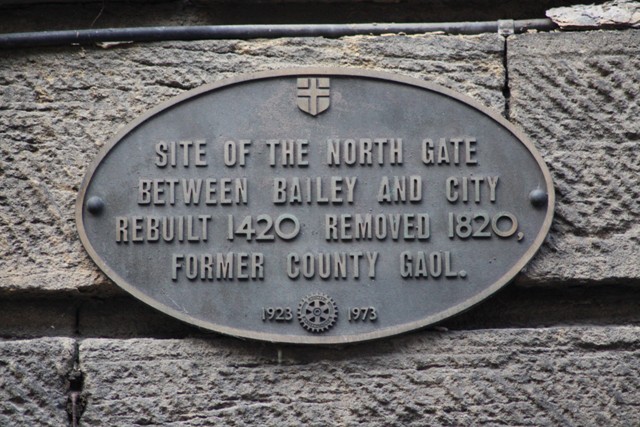 SITE OF THE NORTH GATE
BETWEEN BAILEY AND CITY
REBUILT 1420 REMOVED 1820,
FORMER COUNTY GAOL.
1923 1973